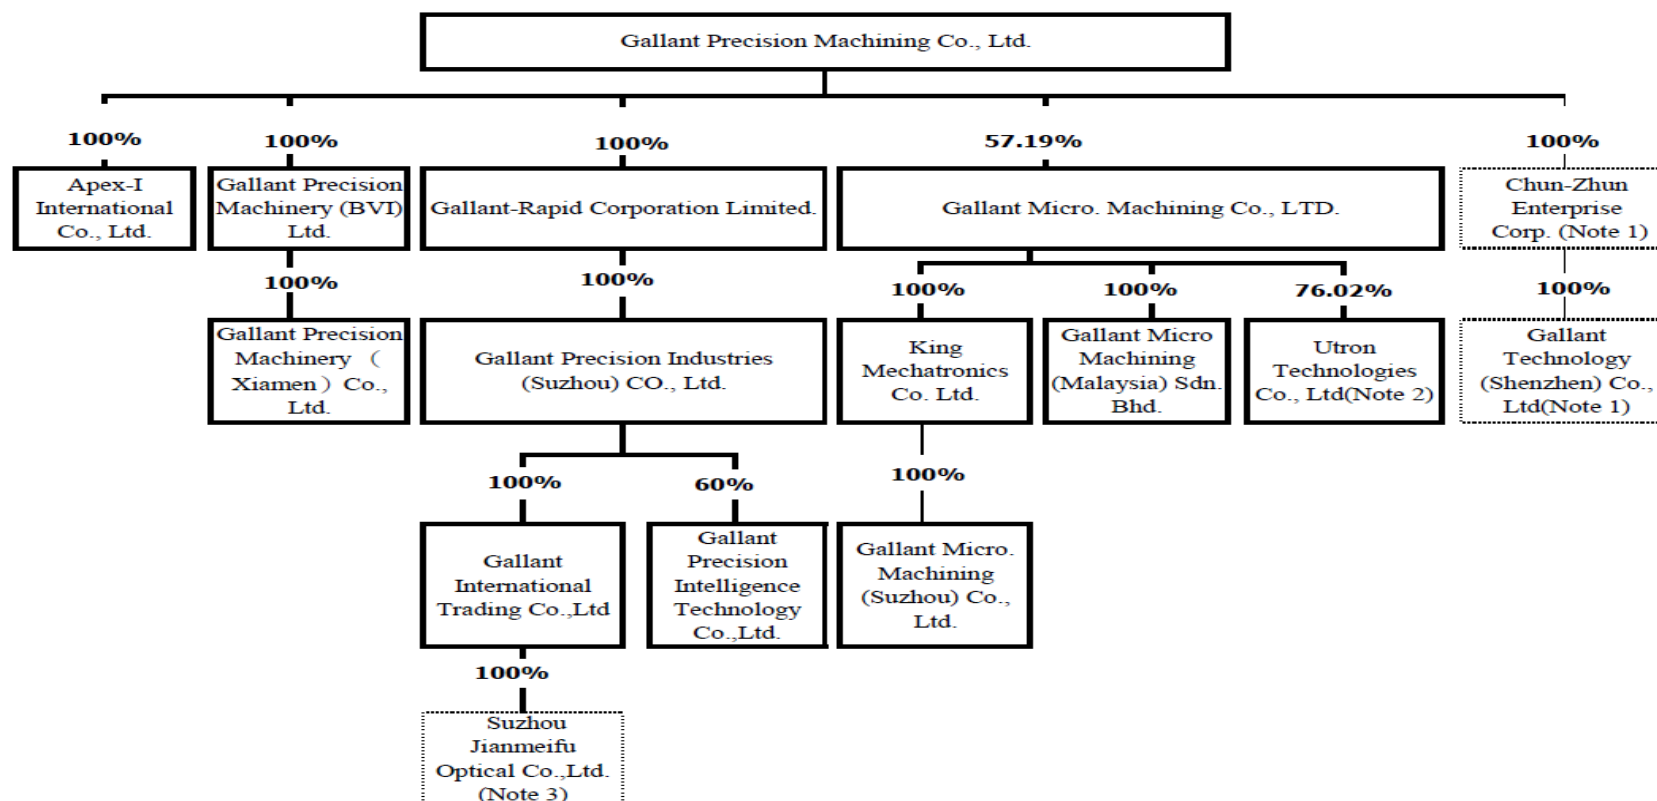 Gallant Precision Machining Co., Ltd.
100%
100%
100%
57.19%
100%
Apex-I
International
Co., Ltd.
Gallant Precision
Machinery (BVI)
Ltd.
Gallant-Rapid Corporation Limited.
Gallant Micro. Machining Co., LTD.
Chun-Zhun
Enterprise
Corp. (Note 1)
100%
100%
100%
100%
76.02%
100%
Gallant Precision
Machinery （
Xiamen） Co.,
Ltd.
Gallant Precision Industries
(Suzhou) CO., Ltd.
King
Mechatronics
Co. Ltd.
Gallant Micro
Machining
(Malaysia) Sdn.
Bhd.
Utron
Technologies
Co., Ltd(Note 2)
Gallant
Technology
(Shenzhen) Co.,
Ltd(Note 1)
100%
60%
100%
Gallant
International
Trading Co.,Ltd
Gallant
Precision
Intelligence
Technology
Co.,Ltd.
Gallant Micro.
Machining
(Suzhou) Co.,
Ltd.
100%
Suzhou
Jianmeifu
Optical Co.,Ltd.
(Note 3)